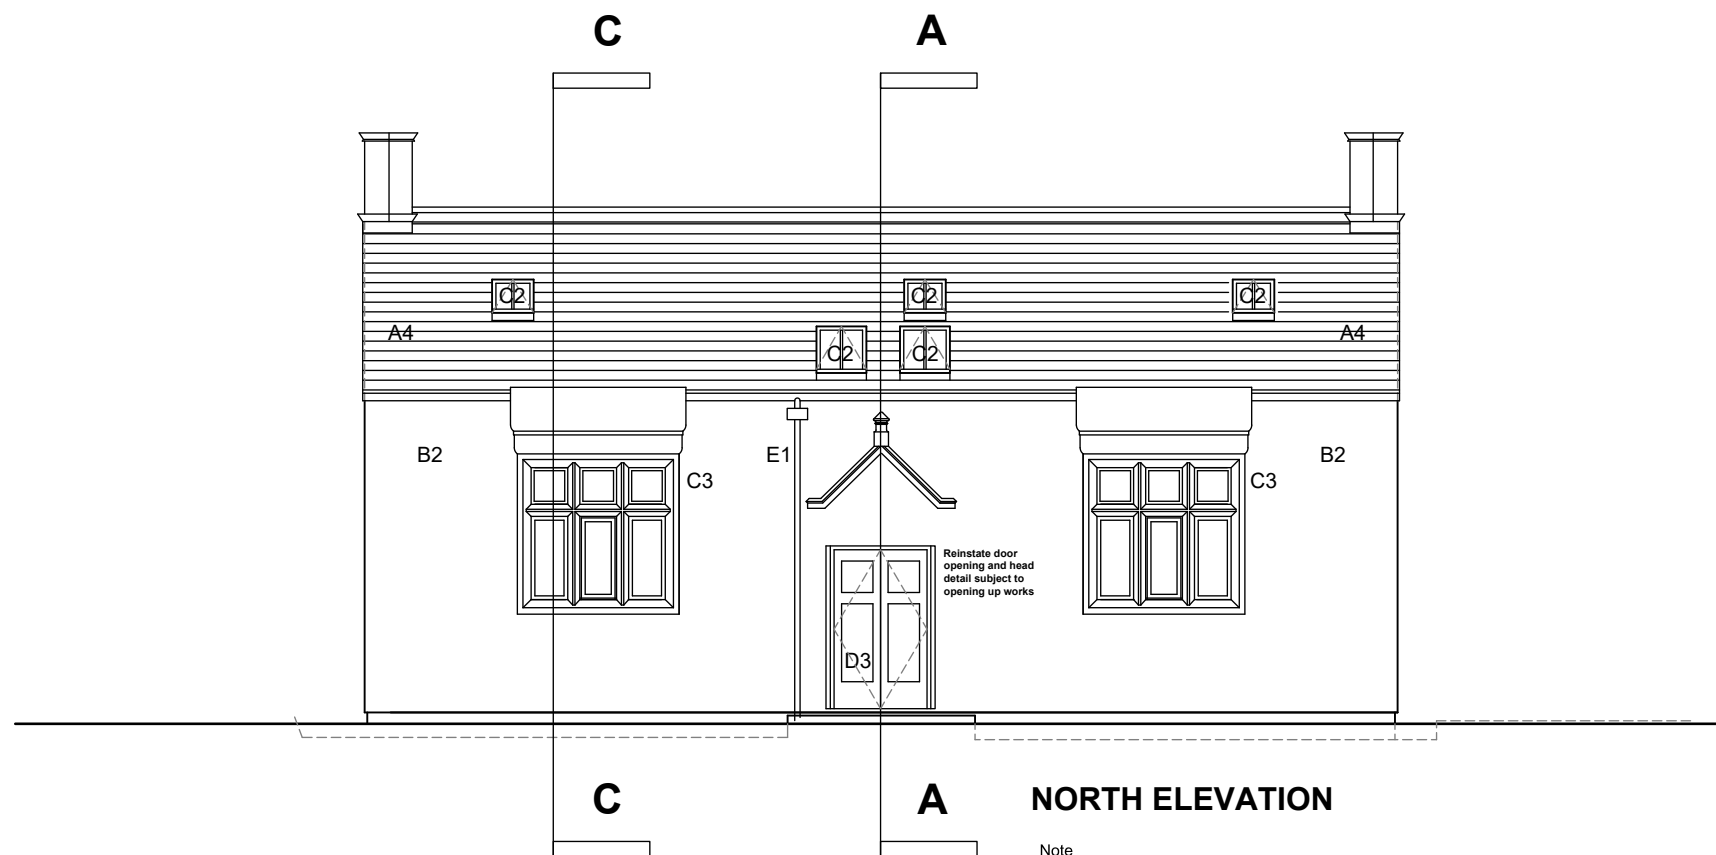 C A
C2 C2 C2
A4 A4
C2 C2
B2 E1 B2
C3 C3
Reinstate door
opening and head
detail subject to
opening up works
D3
C A NORTH ELEVATION
Note